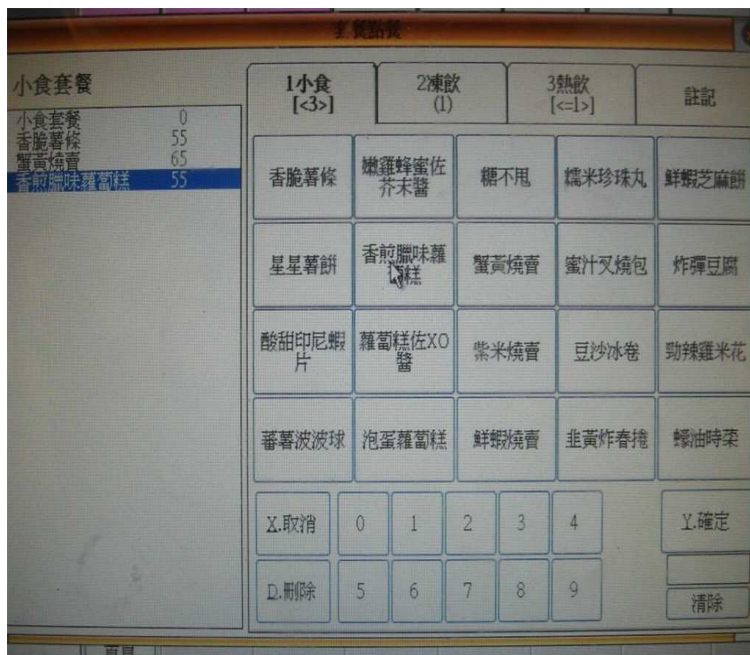 套餐點餐
小食套餐
小食套餐 0
香脆薯條 55
蟹黃燒賣 65
香煎臘味蘿蔔糕 55
1小食
[<3>]
2凍飲
(1)
3熱飲
[<=1>]
註記
香脆薯條
嫩雞蜂蜜佐
芥末醬
糖不甩
糯米珍珠丸
鮮蝦芝麻餅
星星薯餅
香煎臘味蘿
蔔糕
蟹黃燒賣
蜜汁叉燒包
炸彈豆腐
酸甜印尼蝦
片
蘿蔔糕佐XO
醬
紫米燒賣
豆沙冰卷
勁辣雞米花
蕃薯波波球
泡蛋蘿蔔糕
鮮蝦燒賣
韭黃炸春捲
蠔油時菜
X.取消
0
1
2
3
4
Y.確定
D.刪除
5
6
7
8
9
清除